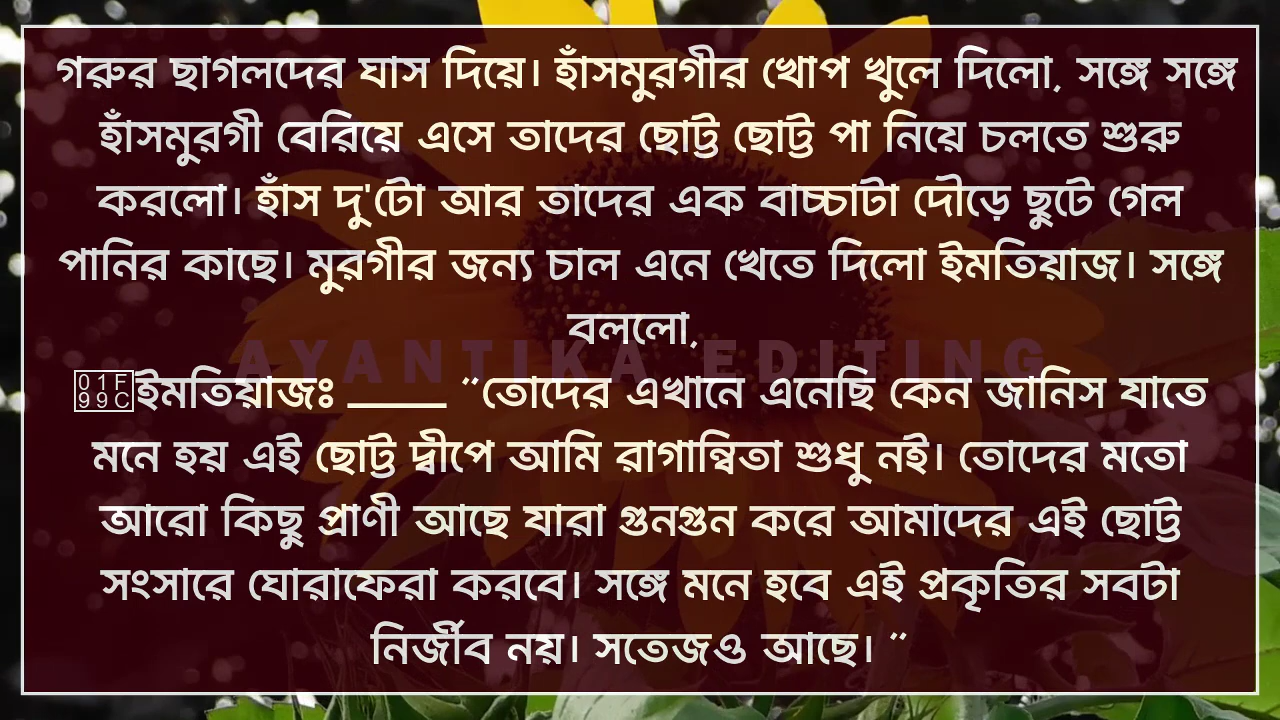 গরুর ছাগলদের ঘাস দিয়ে। হাঁসমুরগীর খোপ খুলে দিলো, সঙ্গে সঙ্গে
হাঁসমুরগী বেরিয়ে এসে তাদের ছোট্ট ছোট্ট পা নিয়ে চলতে শুরু
করলো। হাঁস দু'টো আর তাদের এক বাচ্চাটা দৌড়ে ছুটে গেল
পানির কাছে। মুরগীর জন্য চাল এনে খেতে দিলো ইমতিয়াজ। সঙ্গে
বললো,
AYANTIKA EDITING
🦼ইমতিয়াজঃ ____ “তোদের এখানে এনেছি কেন জানিস যাতে
মনে হয় এই ছোট্ট দ্বীপে আমি রাগান্বিতা শুধু নই। তোদের মতো
আরো কিছু প্রাণী আছে যারা গুনগুন করে আমাদের এই ছোট্ট
সংসারে ঘোরাফেরা করবে। সঙ্গে মনে হবে এই প্রকৃতির সবটা
নির্জীব নয়। সতেজও আছে। ”